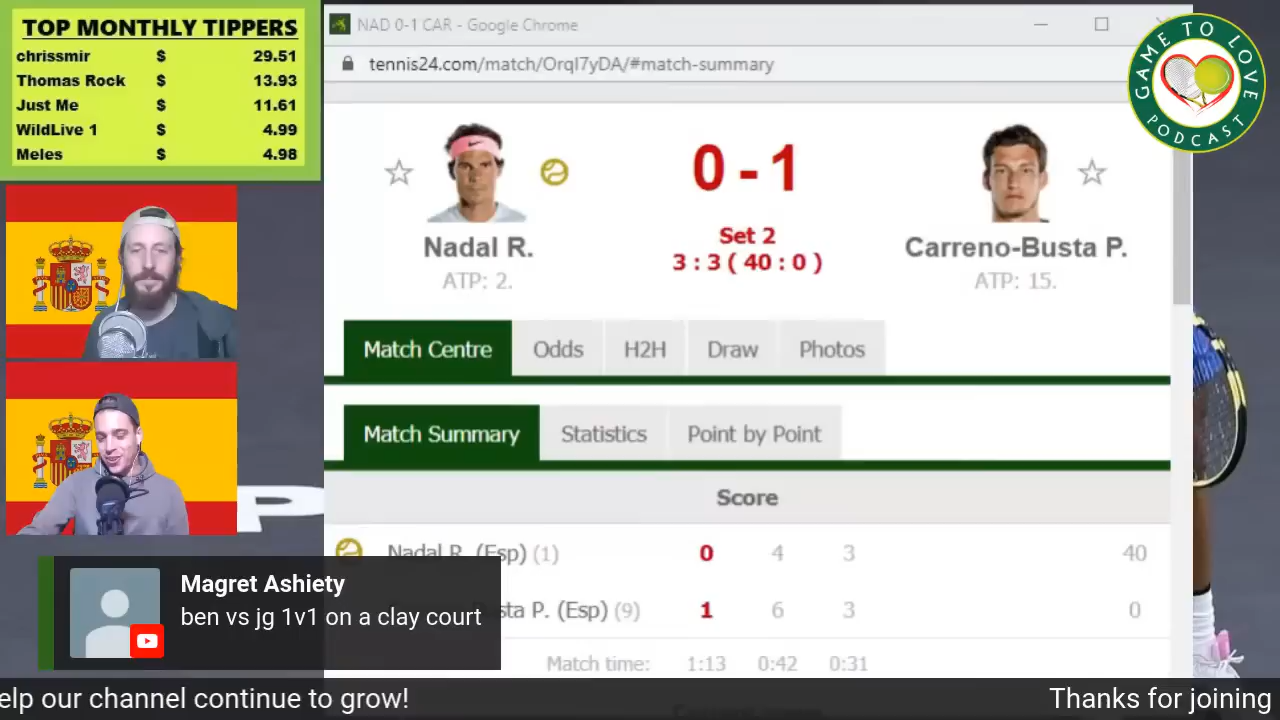 TOP MONTHLY TIPPERS
chrissmir $ 29.51
Thomas Rock $ 13.93
Just Me $ 11.61
WildLive 1 $ 4.99
Meles $ 4.98
NAD 0-1 CAR - Google Chrome
tennis24.com/match/OrqI7yDA/#match-summary
GAME TO LOVE
PODCAST
0 - 1
Nadal R.
ATP: 2.
Set 2
3 : 3 ( 40 : 0 )
Carreno-Busta P.
ATP: 15.
Match Centre Odds H2H Draw Photos
Match Summary Statistics Point by Point
Score
Nadal R. (Esp) (1) 0 4 3 40
usta P. (Esp) (9) 1 6 3 0
Match time: 1:13 0:42 0:31
P
Magret Ashiety
ben vs jg 1v1 on a clay court
elp our channel continue to grow! Thanks for joining